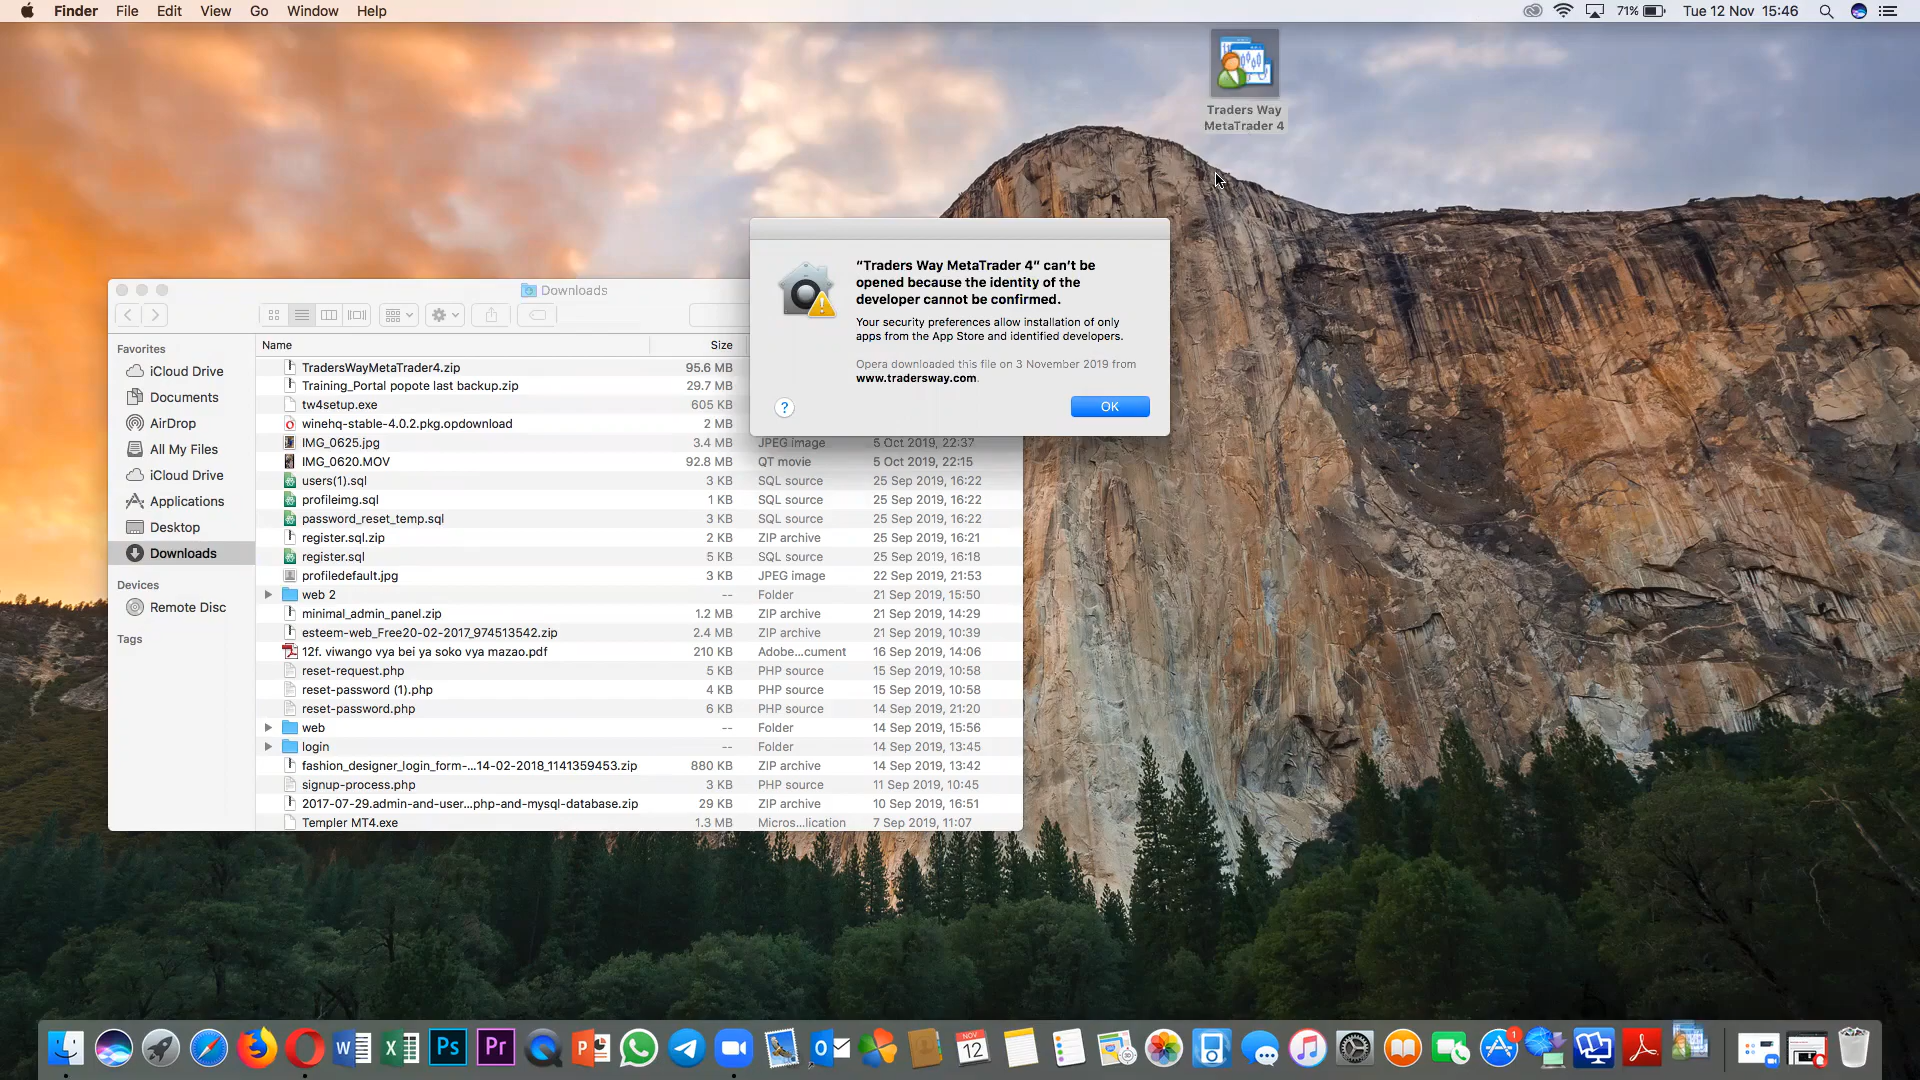 Finder File Edit View Go Window Help 71% Tue 12 Nov 15:46
Traders Way
MetaTrader 4
“Traders Way MetaTrader 4” can’t be
opened because the identity of the
developer cannot be confirmed.
Your security preferences allow installation of only
apps from the App Store and identified developers.
Opera downloaded this file on 3 November 2019 from
www.tradersway.com.
? OK
Downloads
Favorites
iCloud Drive
Documents
AirDrop
All My Files
iCloud Drive
Applications
Desktop
Downloads
Devices
Remote Disc
Tags
Name Size
TradersWayMetaTrader4.zip 95.6 MB
Training_Portal popote last backup.zip 29.7 MB
tw4setup.exe 605 KB
winehq-stable-4.0.2.pkg.opdownload 2 MB
IMG_0625.jpg 3.4 MB JPEG image 5 Oct 2019, 22:37
IMG_0620.MOV 92.8 MB QT movie 5 Oct 2019, 22:15
users(1).sql 3 KB SQL source 25 Sep 2019, 16:22
profileimg.sql 1 KB SQL source 25 Sep 2019, 16:22
password_reset_temp.sql 3 KB SQL source 25 Sep 2019, 16:22
register.sql.zip 2 KB ZIP archive 25 Sep 2019, 16:21
register.sql 5 KB SQL source 25 Sep 2019, 16:18
profiledefault.jpg 3 KB JPEG image 22 Sep 2019, 21:53
web 2 -- Folder 21 Sep 2019, 15:50
minimal_admin_panel.zip 1.2 MB ZIP archive 21 Sep 2019, 14:29
esteem-web_Free20-02-2017_974513542.zip 2.4 MB ZIP archive 21 Sep 2019, 10:39
12f. viwango vya bei ya soko vya mazao.pdf 210 KB Adobe...cument 16 Sep 2019, 14:06
reset-request.php 5 KB PHP source 15 Sep 2019, 10:58
reset-password (1).php 4 KB PHP source 15 Sep 2019, 10:58
reset-password.php 6 KB PHP source 14 Sep 2019, 21:20
web -- Folder 14 Sep 2019, 15:56
login -- Folder 14 Sep 2019, 13:45
fashion_designer_login_form-...14-02-2018_1141359453.zip 880 KB ZIP archive 14 Sep 2019, 13:42
signup-process.php 3 KB PHP source 11 Sep 2019, 10:45
2017-07-29.admin-and-user...php-and-mysql-database.zip 29 KB ZIP archive 10 Sep 2019, 16:51
Templer MT4.exe 1.3 MB Micros...lication 7 Sep 2019, 11:07
W X Ps Pr P O NOV 12 1